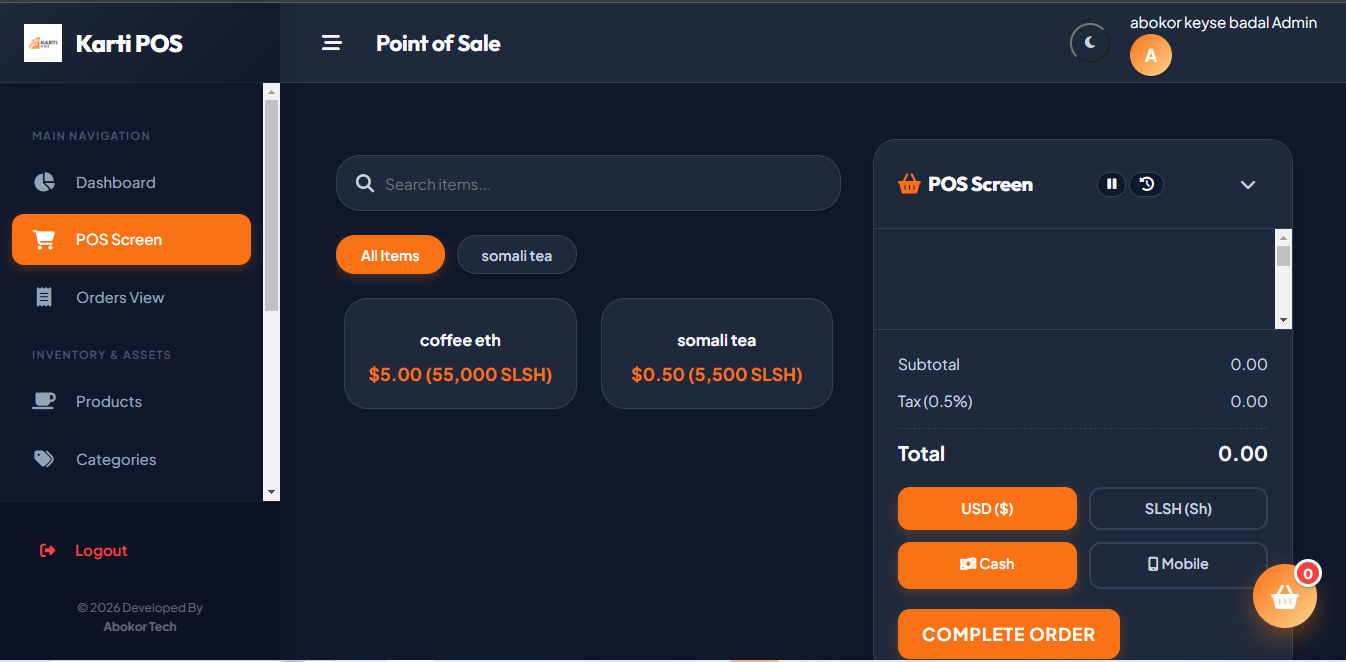 KARTI
POS
Karti POS
Point of Sale
abokor keyse badal Admin
A
MAIN NAVIGATION
Dashboard
POS Screen
Orders View
INVENTORY & ASSETS
Products
Categories
Logout
© 2026 Developed By
Abokor Tech
Search items...
All Items
somali tea
coffee eth
$5.00 (55,000 SLSH)
somali tea
$0.50 (5,500 SLSH)
POS Screen
Subtotal 0.00
Tax (0.5%) 0.00
Total 0.00
USD ($)
SLSH (Sh)
Cash
Mobile
0
COMPLETE ORDER